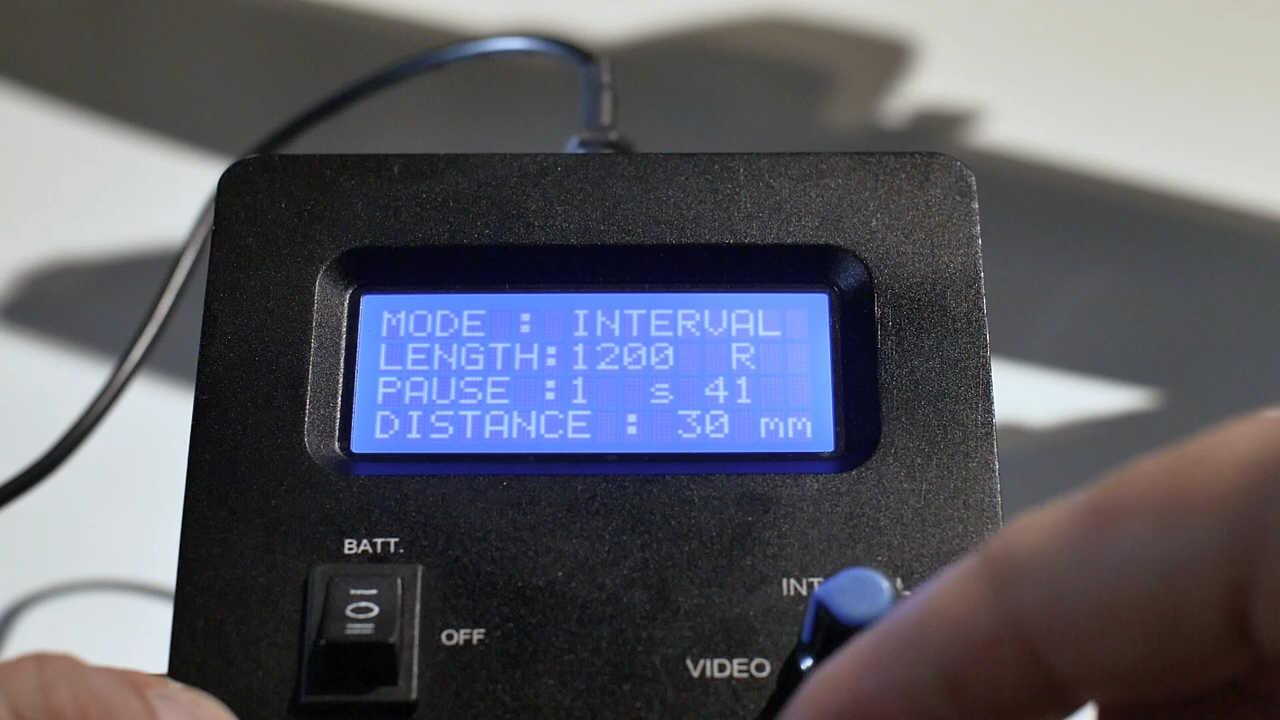 MODE : INTERVAL
LENGTH:1200 R
PAUSE :1 s 41
DISTANCE : 30 mm
BATT.
OFF
VIDEO